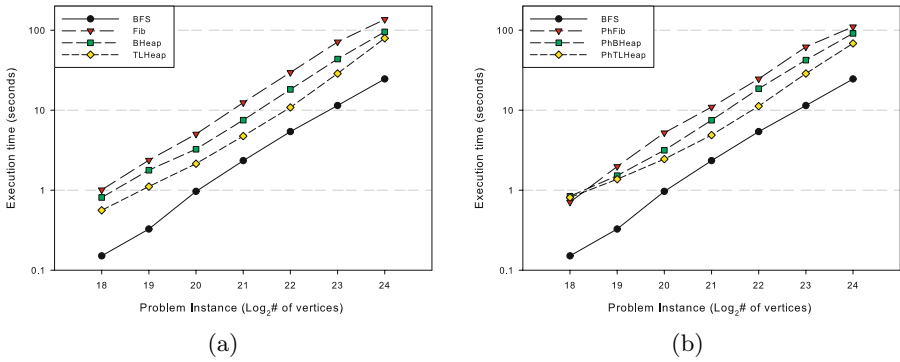 BFS
Fib
BHeap
TLHeap
Execution time (seconds)
100
10
1
0.1
18 19 20 21 22 23 24
Problem Instance (Log2# of vertices)
(a)
BFS
PhFib
PhBHeap
PhTLHeap
Execution time (seconds)
100
10
1
0.1
18 19 20 21 22 23 24
Problem Instance (Log2# of vertices)
(b)